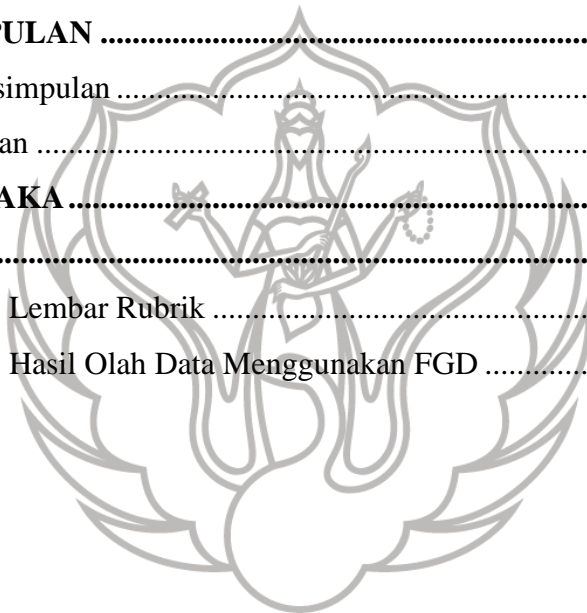 PULAN ........................................................
simpulan ......................................................
an ................................................................
AKA ............................................................
....................................................................
Lembar Rubrik ............................................
Hasil Olah Data Menggunakan FGD ............